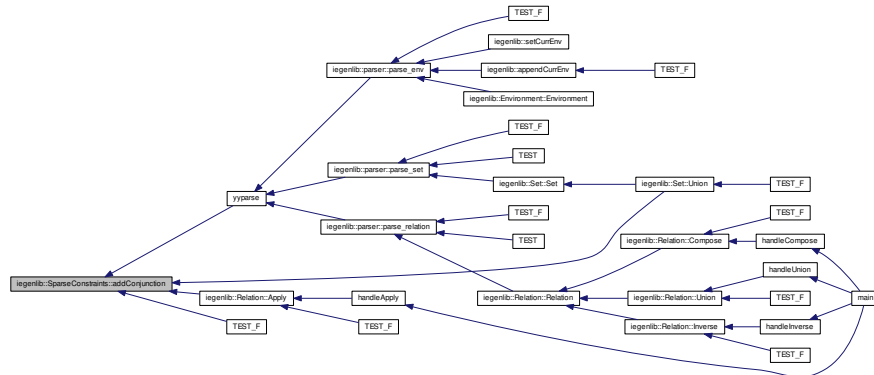 TEST_F
iegenlib::setCurrEnv
iegenlib::parser::parse_env
iegenlib::appendCurrEnv
TEST_F
iegenlib::Environment::Environment
TEST_F
TEST
iegenlib::parser::parse_set
iegenlib::Set::Set
iegenlib::Set::Union
TEST_F
yyparse
TEST_F
TEST_F
iegenlib::parser::parse_relation
TEST
iegenlib::Relation::Compose
handleCompose
handleUnion
iegenlib::SparseConstraints::addConjunction
iegenlib::Relation::Apply
handleApply
iegenlib::Relation::Relation
iegenlib::Relation::Union
TEST_F
main
TEST_F
TEST_F
iegenlib::Relation::Inverse
handleInverse
TEST_F